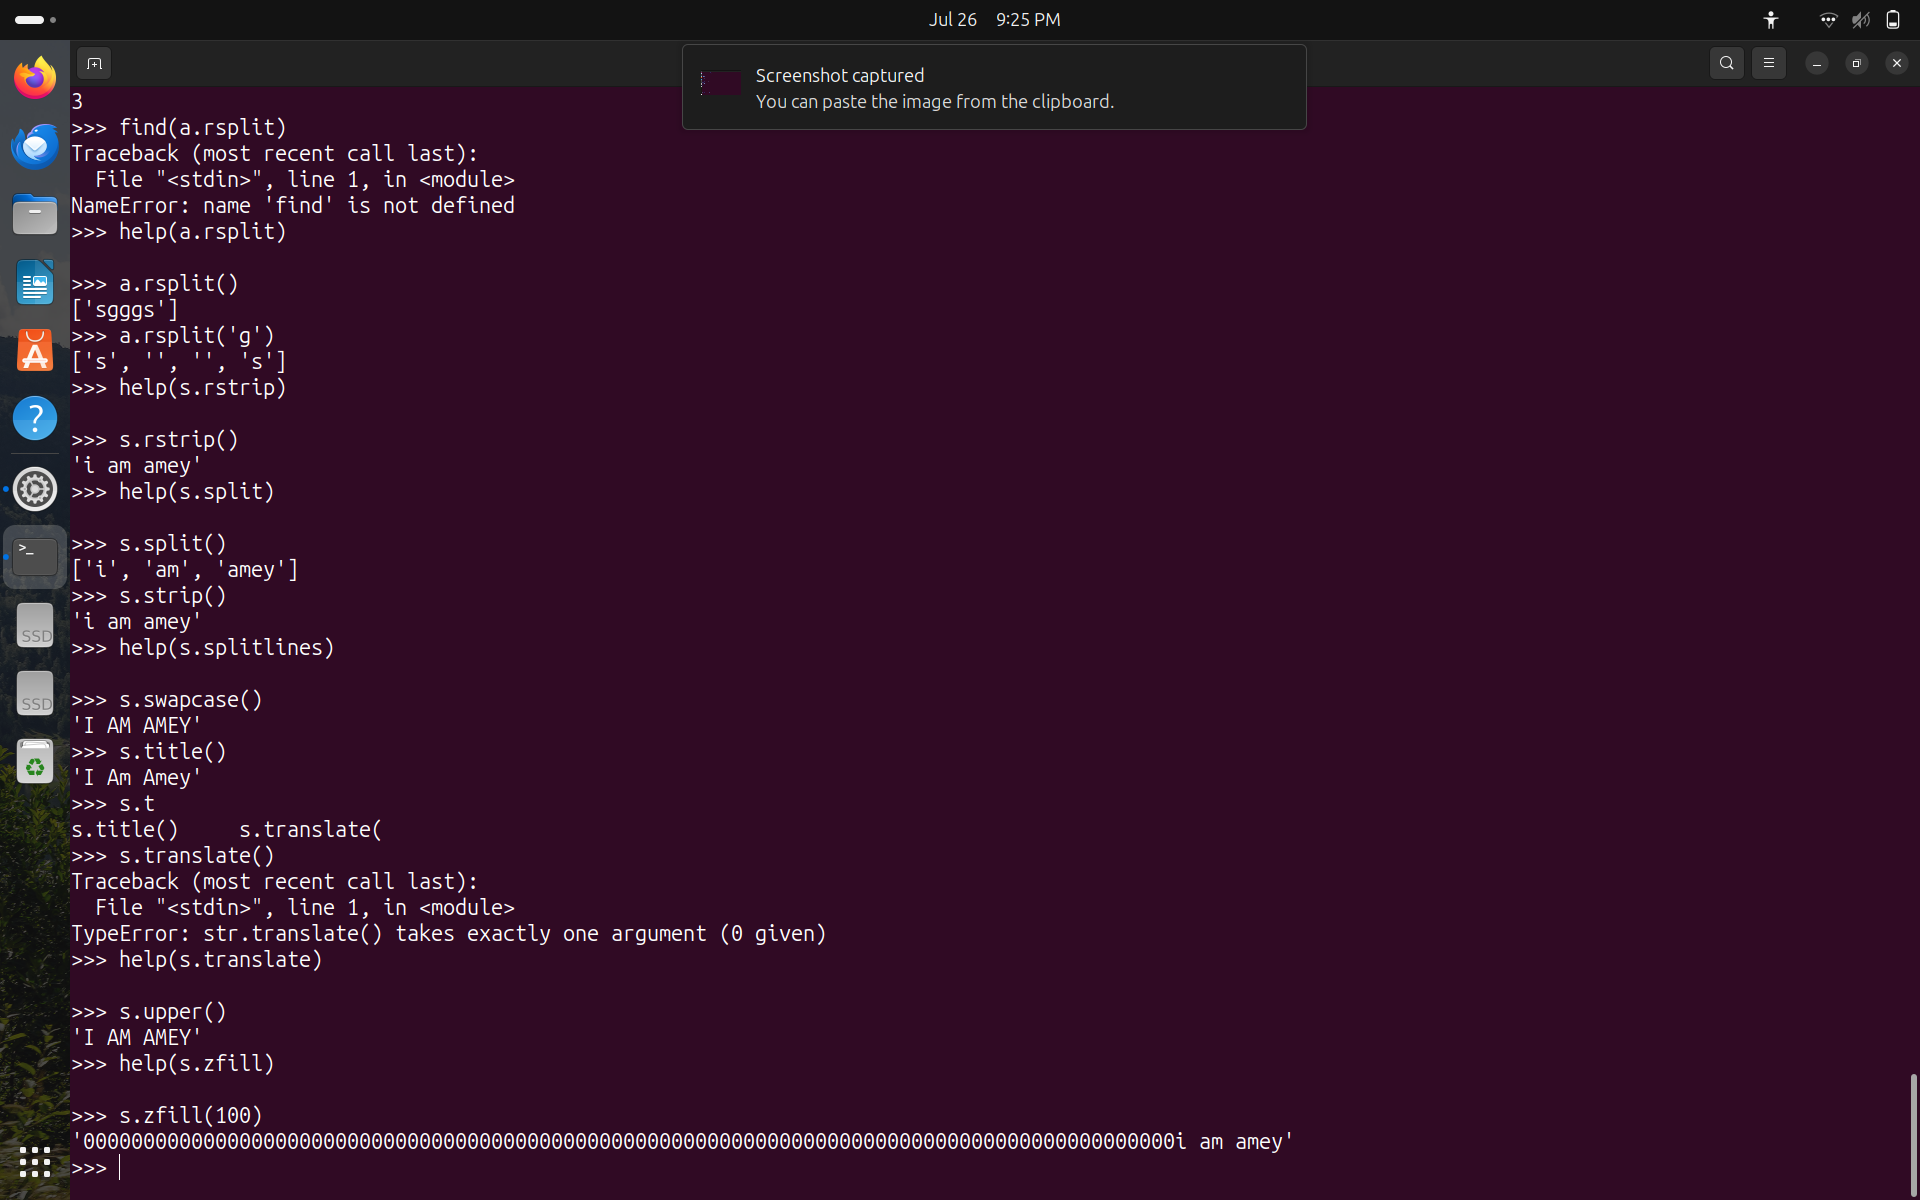 Jul 26 9:25 PM
Screenshot captured
You can paste the image from the clipboard.
3
>>> find(a.rsplit)
Traceback (most recent call last):
  File "<stdin>", line 1, in <module>
NameError: name 'find' is not defined
>>> help(a.rsplit)

>>> a.rsplit()
['sgggs']
>>> a.rsplit('g')
['s', '', '', 's']
>>> help(s.rstrip)

>>> s.rstrip()
'i am amey'
>>> help(s.split)

>>> s.split()
['i', 'am', 'amey']
>>> s.strip()
'i am amey'
>>> help(s.splitlines)

>>> s.swapcase()
'I AM AMEY'
>>> s.title()
'I Am Amey'
>>> s.t
s.title()     s.translate(
>>> s.translate()
Traceback (most recent call last):
  File "<stdin>", line 1, in <module>
TypeError: str.translate() takes exactly one argument (0 given)
>>> help(s.translate)

>>> s.upper()
'I AM AMEY'
>>> help(s.zfill)

>>> s.zfill(100)
'0000000000000000000000000000000000000000000000000000000000000000000000000000000000000000000i am amey'
>>>
SSD
SSD